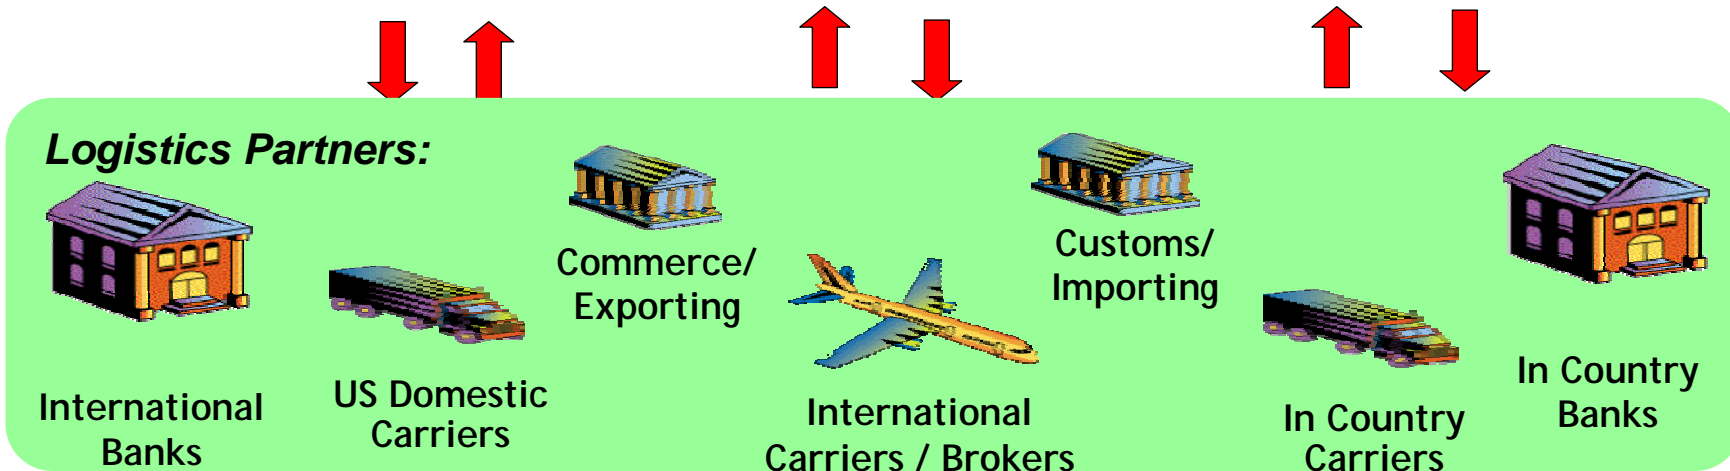 Logistics Partners:
International
Banks
US Domestic
Carriers
Commerce/
Exporting
International
Carriers / Brokers
Customs/
Importing
In Country
Carriers
In Country
Banks